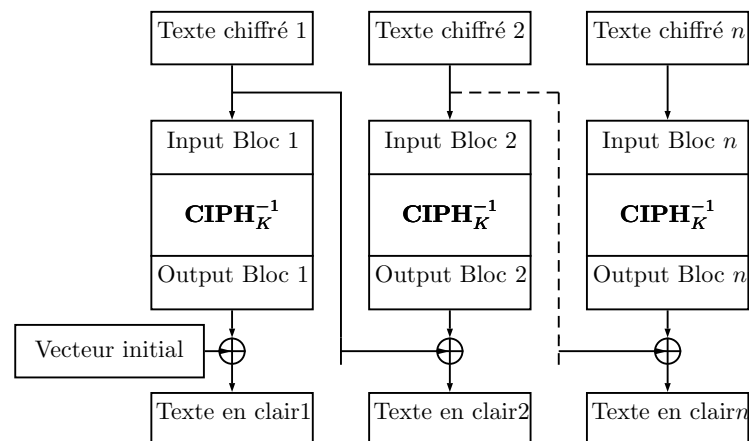 Texte chiffré 1 Texte chiffré 2 Texte chiffré n
Input Bloc 1 Input Bloc 2 Input Bloc n
CIPH_K^{-1} CIPH_K^{-1} CIPH_K^{-1}
Output Bloc 1 Output Bloc 2 Output Bloc n
Vecteur initial
Texte en clair1 Texte en clair2 Texte en clairn